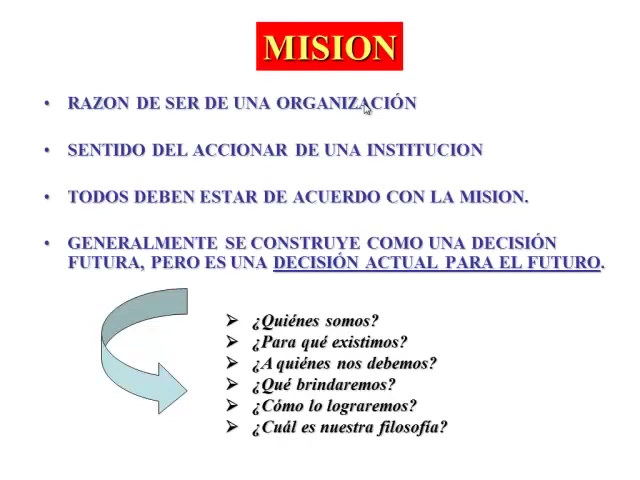 MISION
• RAZON DE SER DE UNA ORGANIZACIÓN
• SENTIDO DEL ACCIONAR DE UNA INSTITUCION
• TODOS DEBEN ESTAR DE ACUERDO CON LA MISION.
• GENERALMENTE SE CONSTRUYE COMO UNA DECISIÓN
FUTURA, PERO ES UNA DECISIÓN ACTUAL PARA EL FUTURO.
➢ ¿Quiénes somos?
➢ ¿Para qué existimos?
➢ ¿A quiénes nos debemos?
➢ ¿Qué brindaremos?
➢ ¿Cómo lo lograremos?
➢ ¿Cuál es nuestra filosofía?